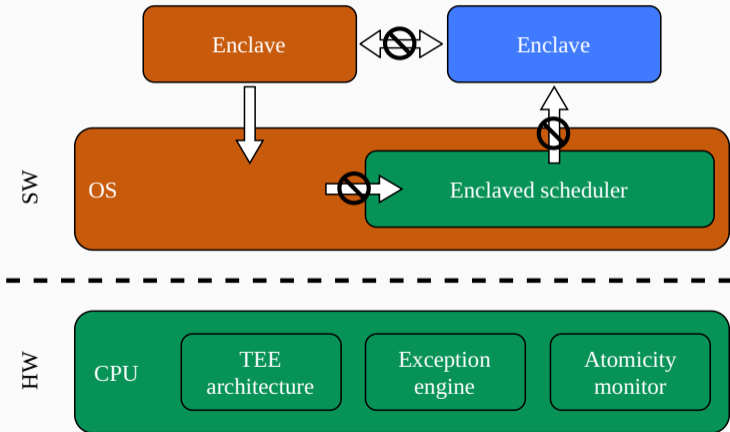 Enclave
Enclave
SW
OS
Enclaved scheduler
HW
CPU
TEE
architecture
Exception
engine
Atomicity
monitor